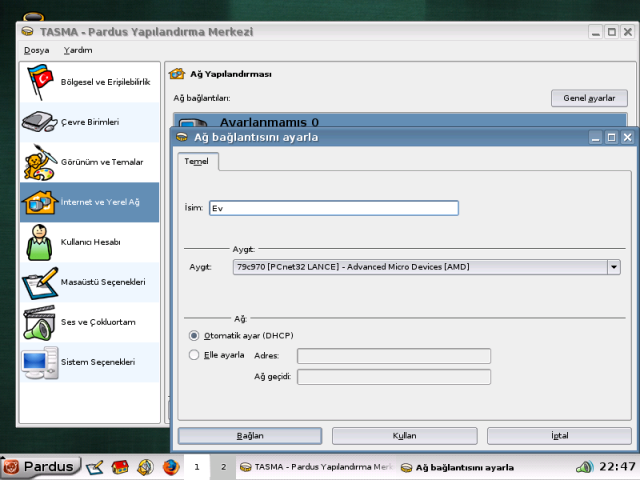 TASMA - Pardus Yapılandırma Merkezi
Dosya Yardım
Bölgesel ve Erişilebilirlik
Çevre Birimleri
Görünüm ve Temalar
İnternet ve Yerel Ağ
Kullanıcı Hesabı
Masaüstü Seçenekleri
Ses ve Çokluortam
Sistem Seçenekleri
Ağ Yapılandırması
Ağ bağlantıları:
Genel ayarlar
Ayarlanmamış 0
Ağ bağlantısını ayarla
Temel
İsim: Ev
Aygıt:
Aygıt: 79c970 [PCnet32 LANCE] - Advanced Micro Devices [AMD]
Ağ:
Otomatik ayar (DHCP)
Elle ayarla Adres:
Ağ geçidi:
Bağlan Kullan İptal
Pardus 1 2 TASMA - Pardus Yapılandırma Merk Ağ bağlantısını ayarla 22:47